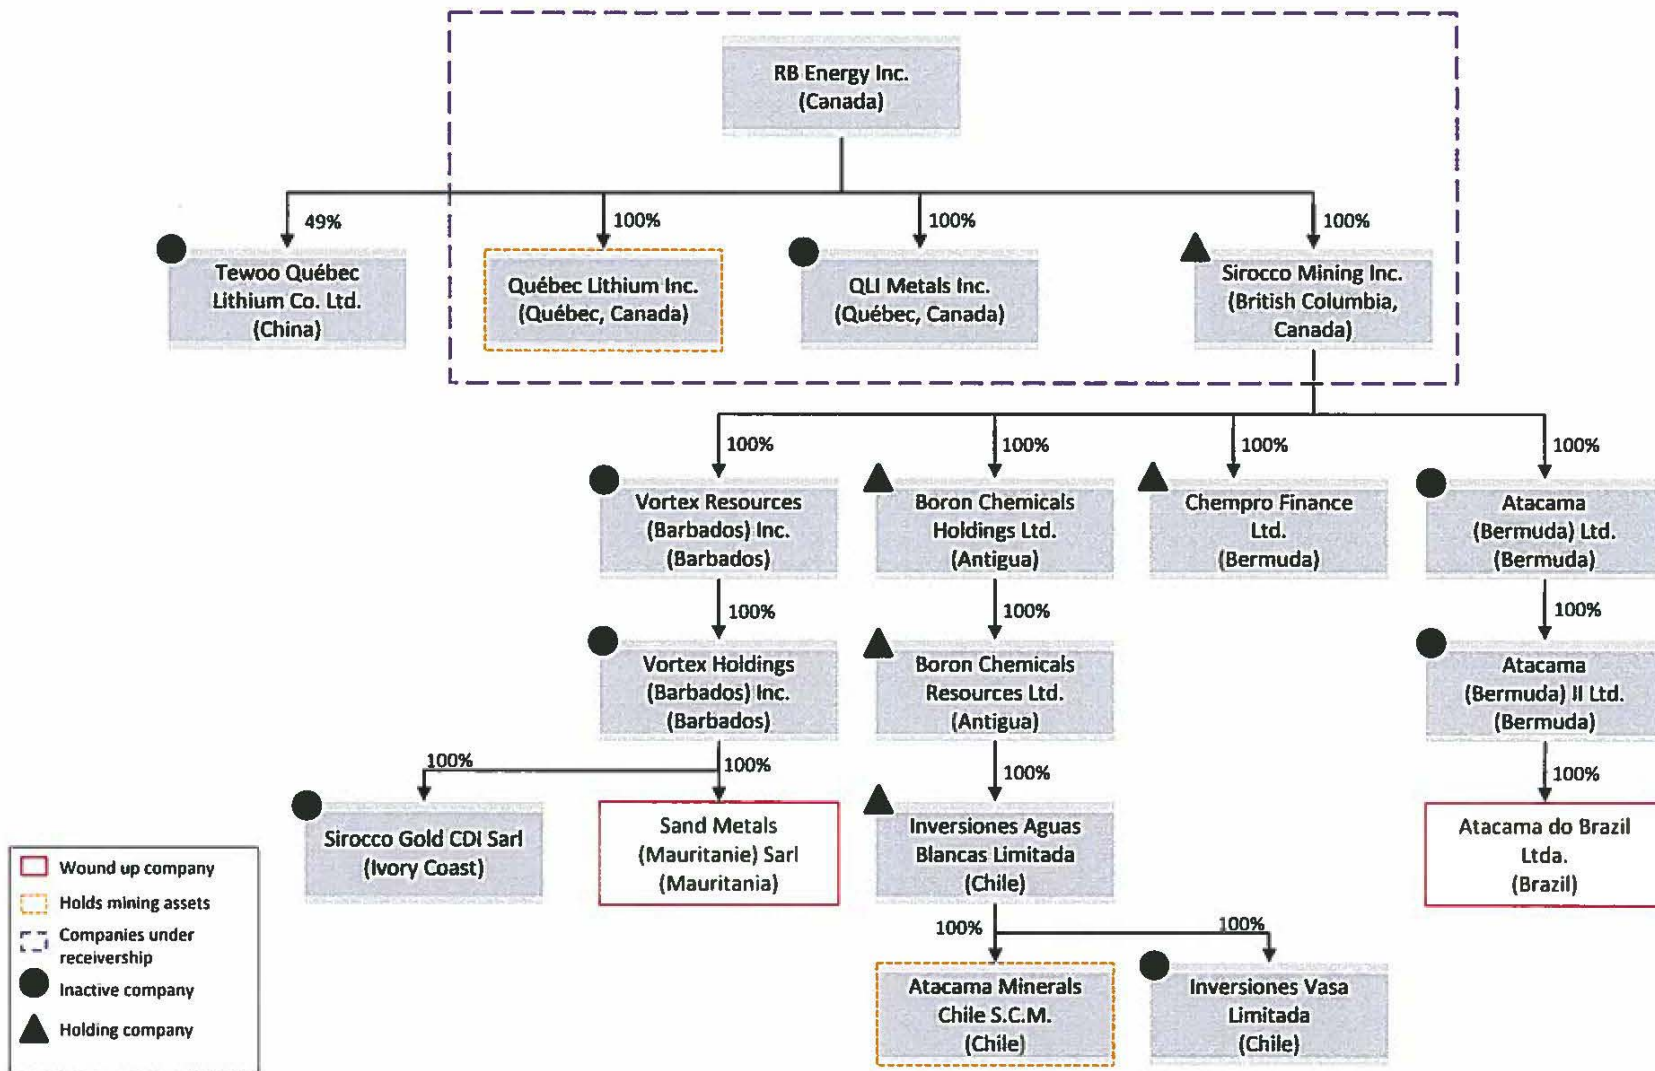 RB Energy Inc.
(Canada)
49%
100%
100%
100%
Tewoo Québec
Lithium Co. Ltd.
(China)
Québec Lithium Inc.
(Québec, Canada)
QLI Metals Inc.
(Québec, Canada)
Sirocco Mining Inc.
(British Columbia,
Canada)
100%
100%
100%
100%
Vortex Resources
(Barbados) Inc.
(Barbados)
Boron Chemicals
Holdings Ltd.
(Antigua)
Chempro Finance
Ltd.
(Bermuda)
Atacama
(Bermuda) Ltd.
(Bermuda)
100%
100%
100%
Vortex Holdings
(Barbados) Inc.
(Barbados)
Boron Chemicals
Resources Ltd.
(Antigua)
Atacama
(Bermuda) II Ltd.
(Bermuda)
100%
100%
100%
100%
Sirocco Gold CDI Sarl
(Ivory Coast)
Sand Metals
(Mauritanie) Sarl
(Mauritania)
Inversiones Aguas
Blancas Limitada
(Chile)
Atacama do Brazil
Ltda.
(Brazil)
100%
100%
Atacama Minerals
Chile S.C.M.
(Chile)
Inversiones Vasa
Limitada
(Chile)
Wound up company
Holds mining assets
Companies under
receivership
Inactive company
Holding company